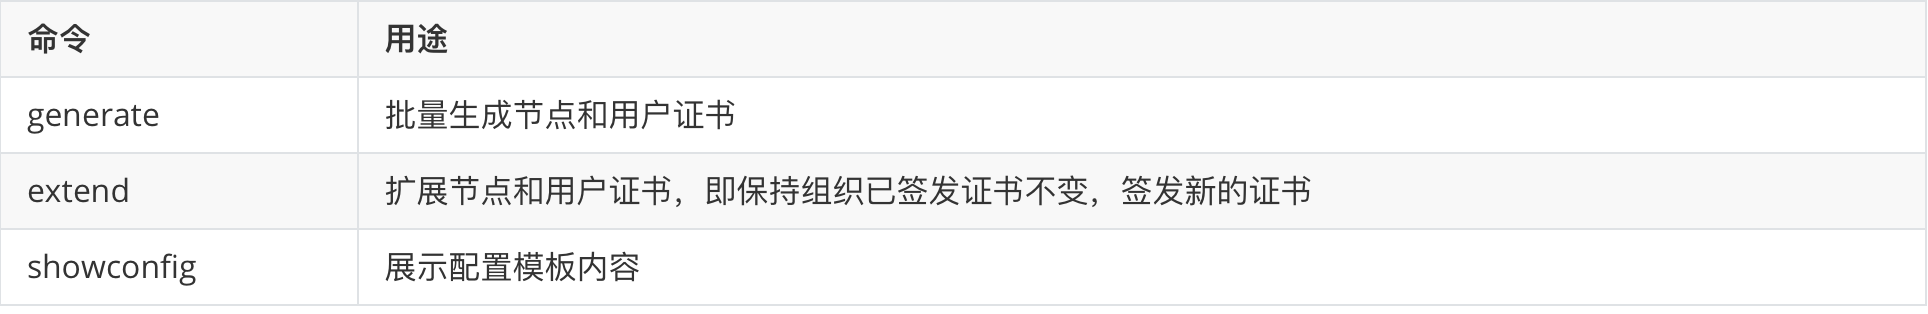 命令 用途
generate 批量生成节点和用户证书
extend 扩展节点和用户证书，即保持组织已签发证书不变，签发新的证书
showconfig 展示配置模板内容